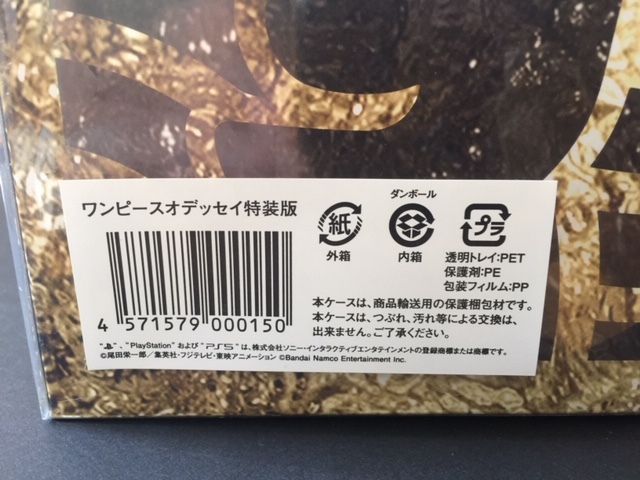 ワンピースオデッセイ特装版
紙
外箱
ダンボール
内箱
プラ
透明トレイ:PET
保護剤:PE
包装フィルム:PP
4 571579 000150
本ケースは、商品輸送用の保護梱包材です。
本ケースは、つぶれ、汚れ等による交換は、
出来ません。ご了承ください。
" "、"PlayStation" および "PS5" は、株式会社ソニー・インタラクティブエンタテインメントの登録商標または商標です。
©尾田栄一郎／集英社・フジテレビ・東映アニメーション ©Bandai Namco Entertainment Inc.